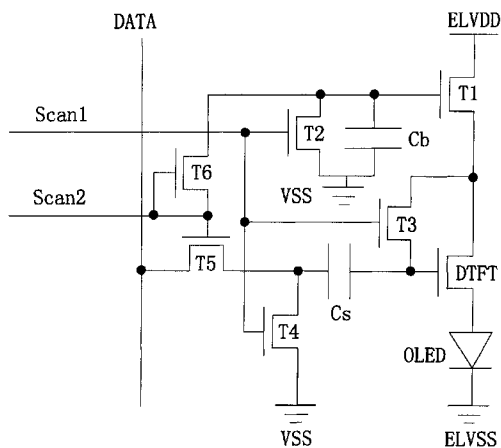 DATA
ELVDD
T1
Scan1
T2
Cb
T6
VSS
Scan2
T3
T5
DTFT
Cs
T4
OLED
VSS
ELVSS